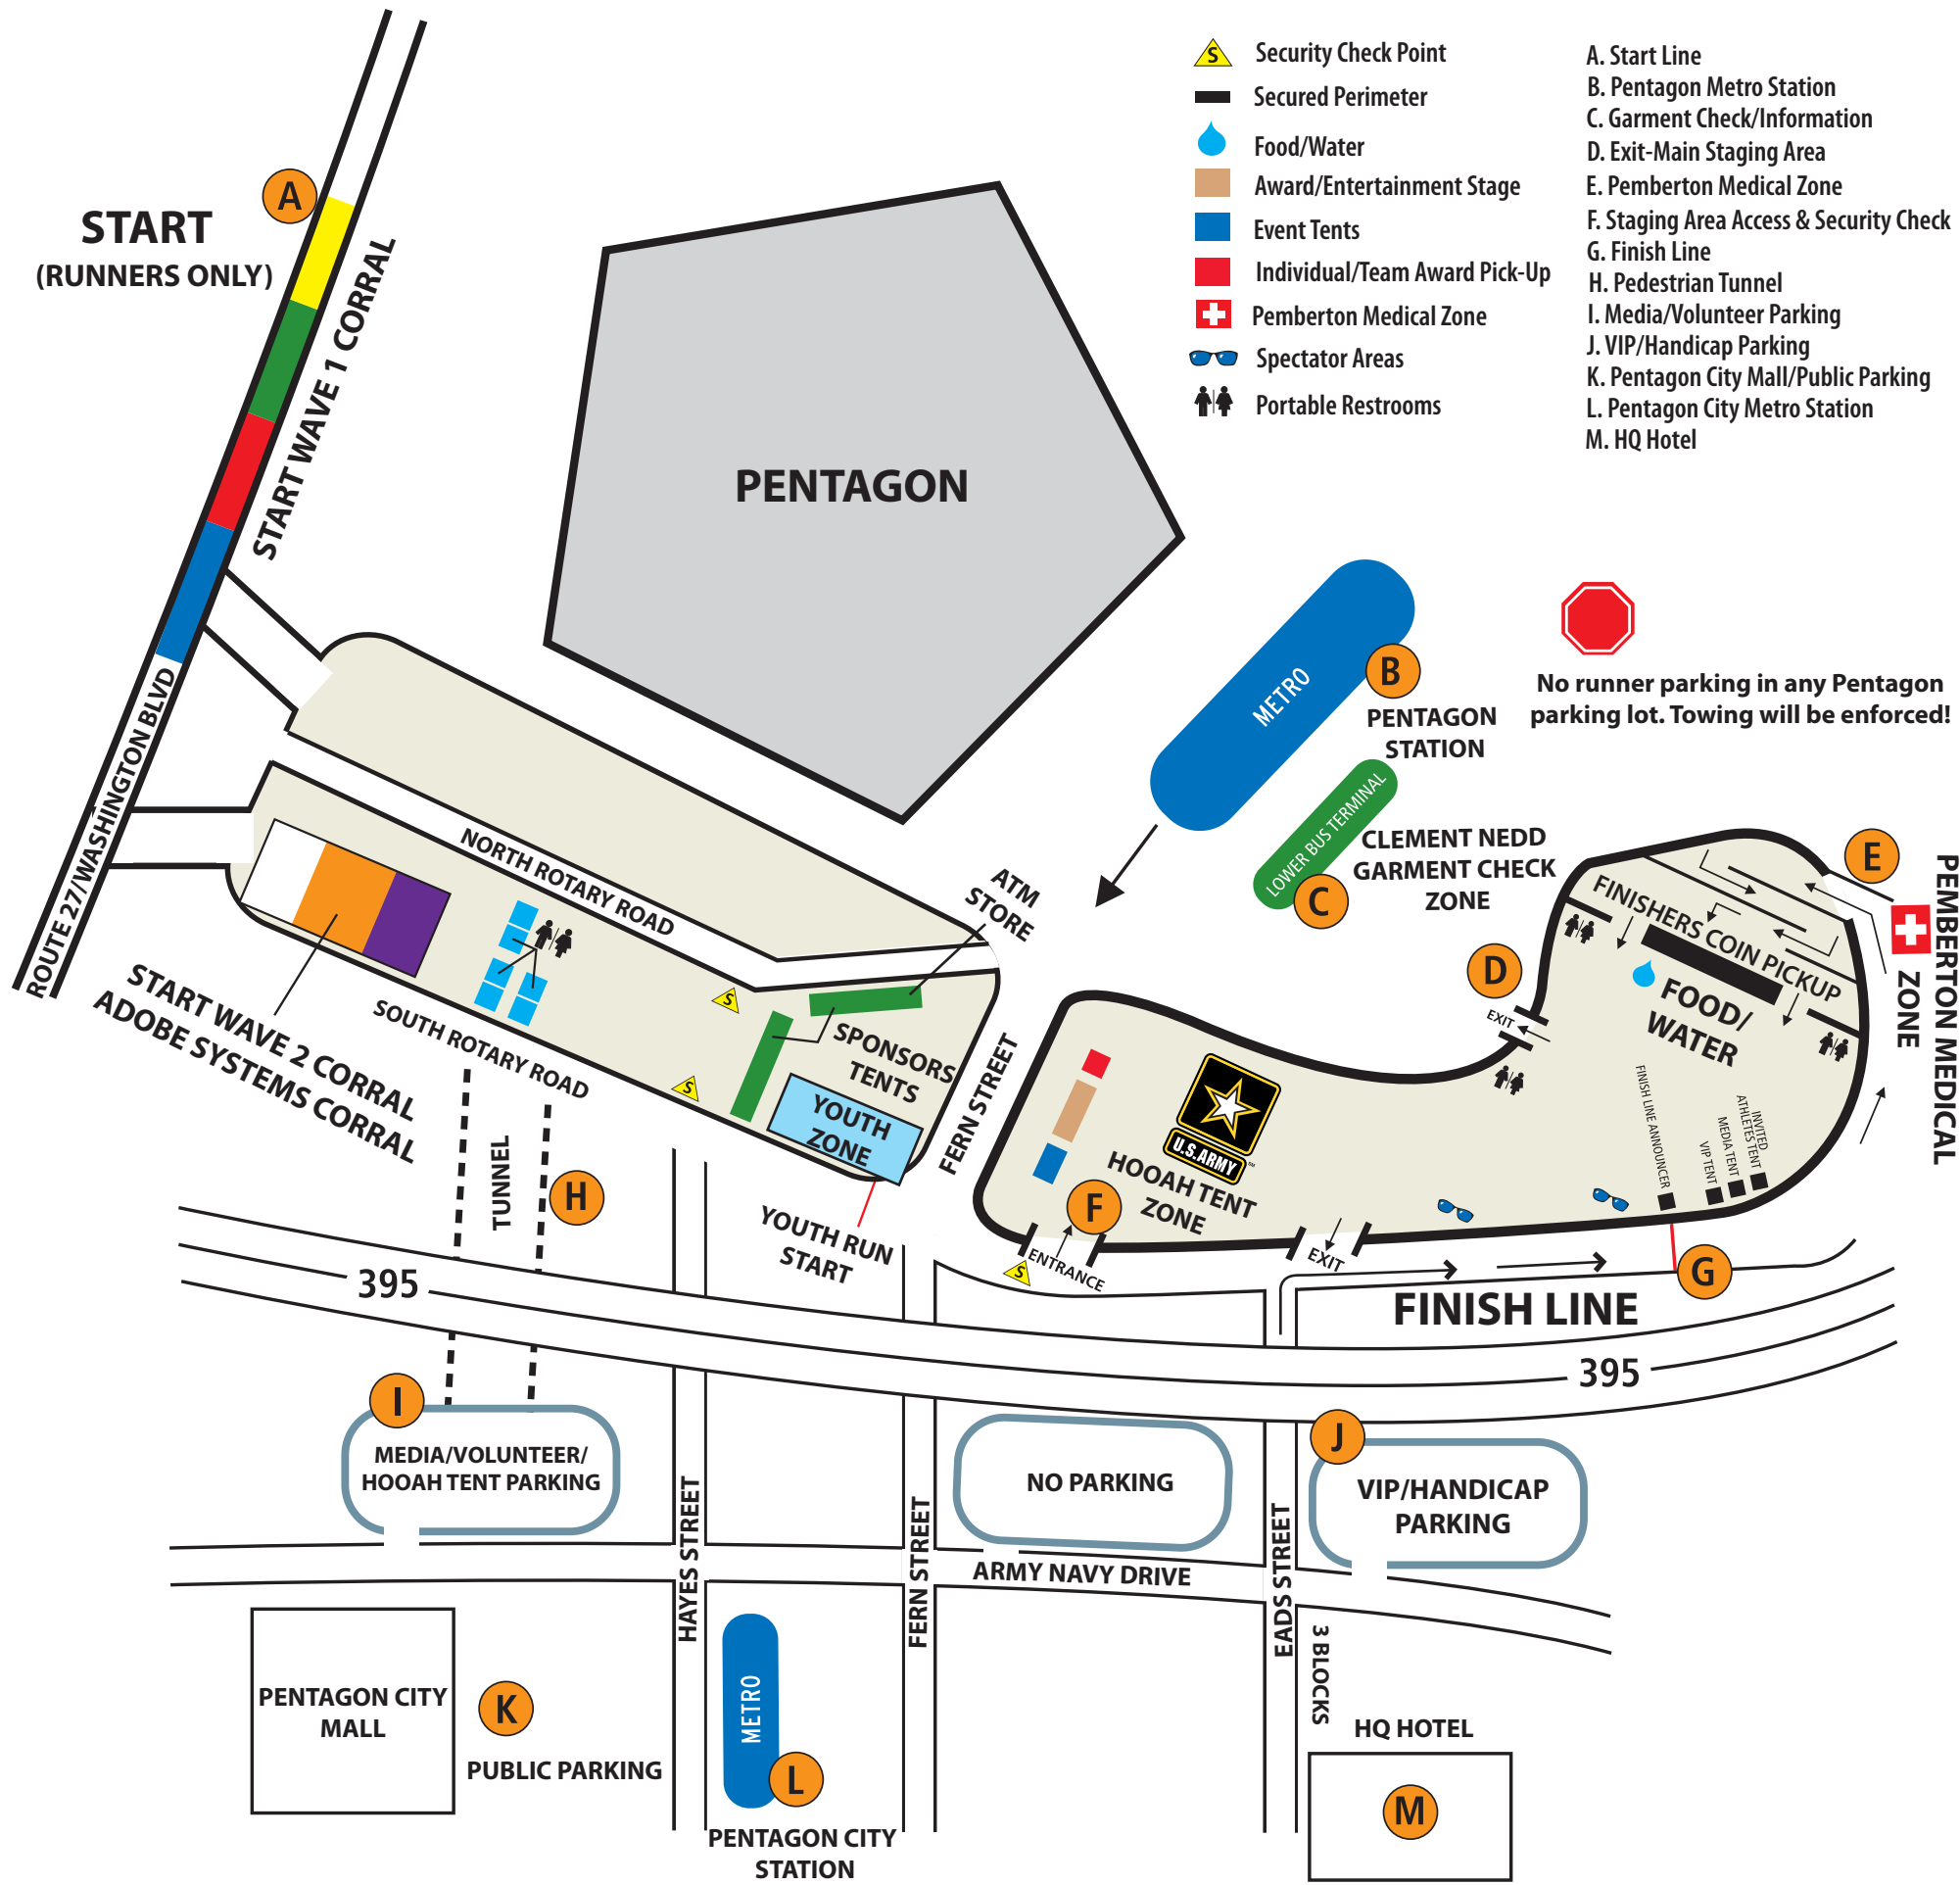 S
Security Check Point
Secured Perimeter
Food/Water
Award/Entertainment Stage
Event Tents
Individual/Team Award Pick-Up
Pemberton Medical Zone
Spectator Areas
Portable Restrooms
A. Start Line
B. Pentagon Metro Station
C. Garment Check/Information
D. Exit-Main Staging Area
E. Pemberton Medical Zone
F. Staging Area Access & Security Check
G. Finish Line
H. Pedestrian Tunnel
I. Media/Volunteer Parking
J. VIP/Handicap Parking
K. Pentagon City Mall/Public Parking
L. Pentagon City Metro Station
M. HQ Hotel
A
START
(RUNNERS ONLY)
START WAVE 1 CORRAL
PENTAGON
METRO
B
PENTAGON
STATION
No runner parking in any Pentagon
parking lot. Towing will be enforced!
ROUTE 27/WASHINGTON BLVD
LOWER BUS TERMINAL
C
CLEMENT NEDD
GARMENT CHECK
ZONE
NORTH ROTARY ROAD
ATM
STORE
START WAVE 2 CORRAL
ADOBE SYSTEMS CORRAL
SOUTH ROTARY ROAD
S
S
SPONSORS
TENTS
YOUTH
ZONE
FERN STREET
YOUTH RUN
START
TUNNEL
H
D
EXIT
E
PEMBERTON MEDICAL
ZONE
FINISHERS COIN PICKUP
FOOD/
WATER
FINISH LINE ANNOUNCER
VIP TENT
MEDIA TENT
INVITED
ATHLETES TENT
U.S.ARMY
SM
HOOAH TENT
ZONE
F
S
ENTRANCE
EXIT
G
FINISH LINE
395
395
I
MEDIA/VOLUNTEER/
HOOAH TENT PARKING
NO PARKING
J
VIP/HANDICAP
PARKING
HAYES STREET
FERN STREET
ARMY NAVY DRIVE
EADS STREET
3 BLOCKS
PENTAGON CITY
MALL
K
PUBLIC PARKING
METRO
L
PENTAGON CITY
STATION
HQ HOTEL
M